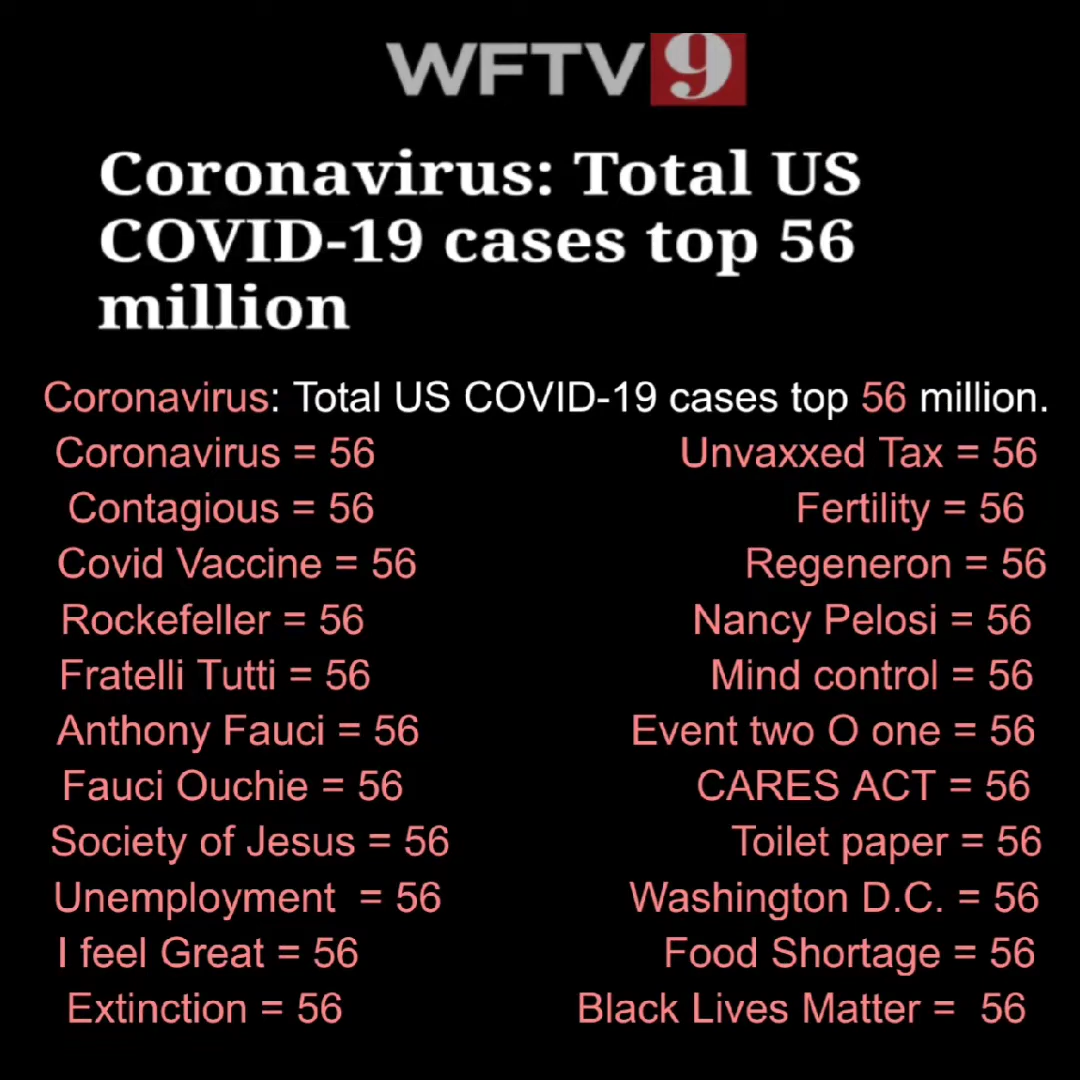 WFTV 9
Coronavirus: Total US
COVID-19 cases top 56
million
Coronavirus: Total US COVID-19 cases top 56 million.
Coronavirus = 56
Unvaxxed Tax = 56
Contagious = 56
Fertility = 56
Covid Vaccine = 56
Regeneron = 56
Rockefeller = 56
Nancy Pelosi = 56
Fratelli Tutti = 56
Mind control = 56
Anthony Fauci = 56
Event two O one = 56
Fauci Ouchie = 56
CARES ACT = 56
Society of Jesus = 56
Toilet paper = 56
Unemployment = 56
Washington D.C. = 56
I feel Great = 56
Food Shortage = 56
Extinction = 56
Black Lives Matter = 56